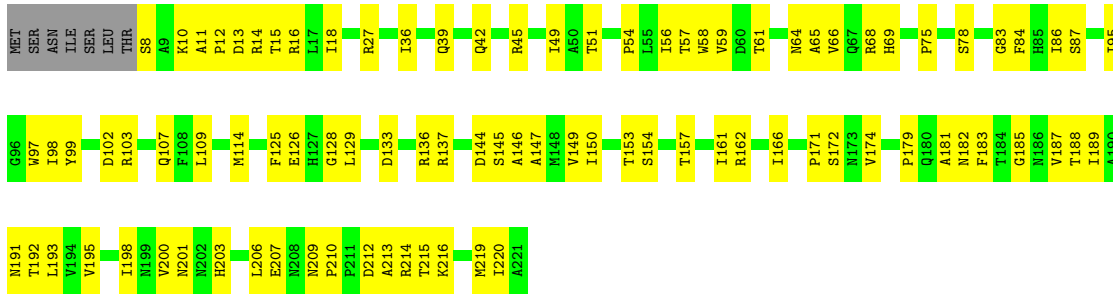 MET SER ASN ILE SER LEU THR S8 A9 K10 A11 P12 D13 R14 T15 R16 L17 I18 R27 I36 Q39 Q42 R45 I49 A50 T51 P54 L55 I56 T57 W58 V59 D60 T61 N64 A65 V66 Q67 R68 H69 P75 S78 G83 F84 H85 I86 S87 T95
G96 W97 I98 Y99 D102 R103 Q107 F108 L109 M114 F125 E126 H127 G128 L129 D133 R136 R137 D144 S145 A146 A147 M148 V149 I150 T153 S154 T157 I161 R162 I166 P171 S172 N173 V174 P179 Q180 A181 N182 F183 T184 G185 N186 V187 T188 I189 A190
N191 T192 L193 V194 V195 I198 N199 V200 N201 N202 H203 L206 E207 N208 N209 P210 P211 D212 A213 R214 T215 K216 M219 I220 A221